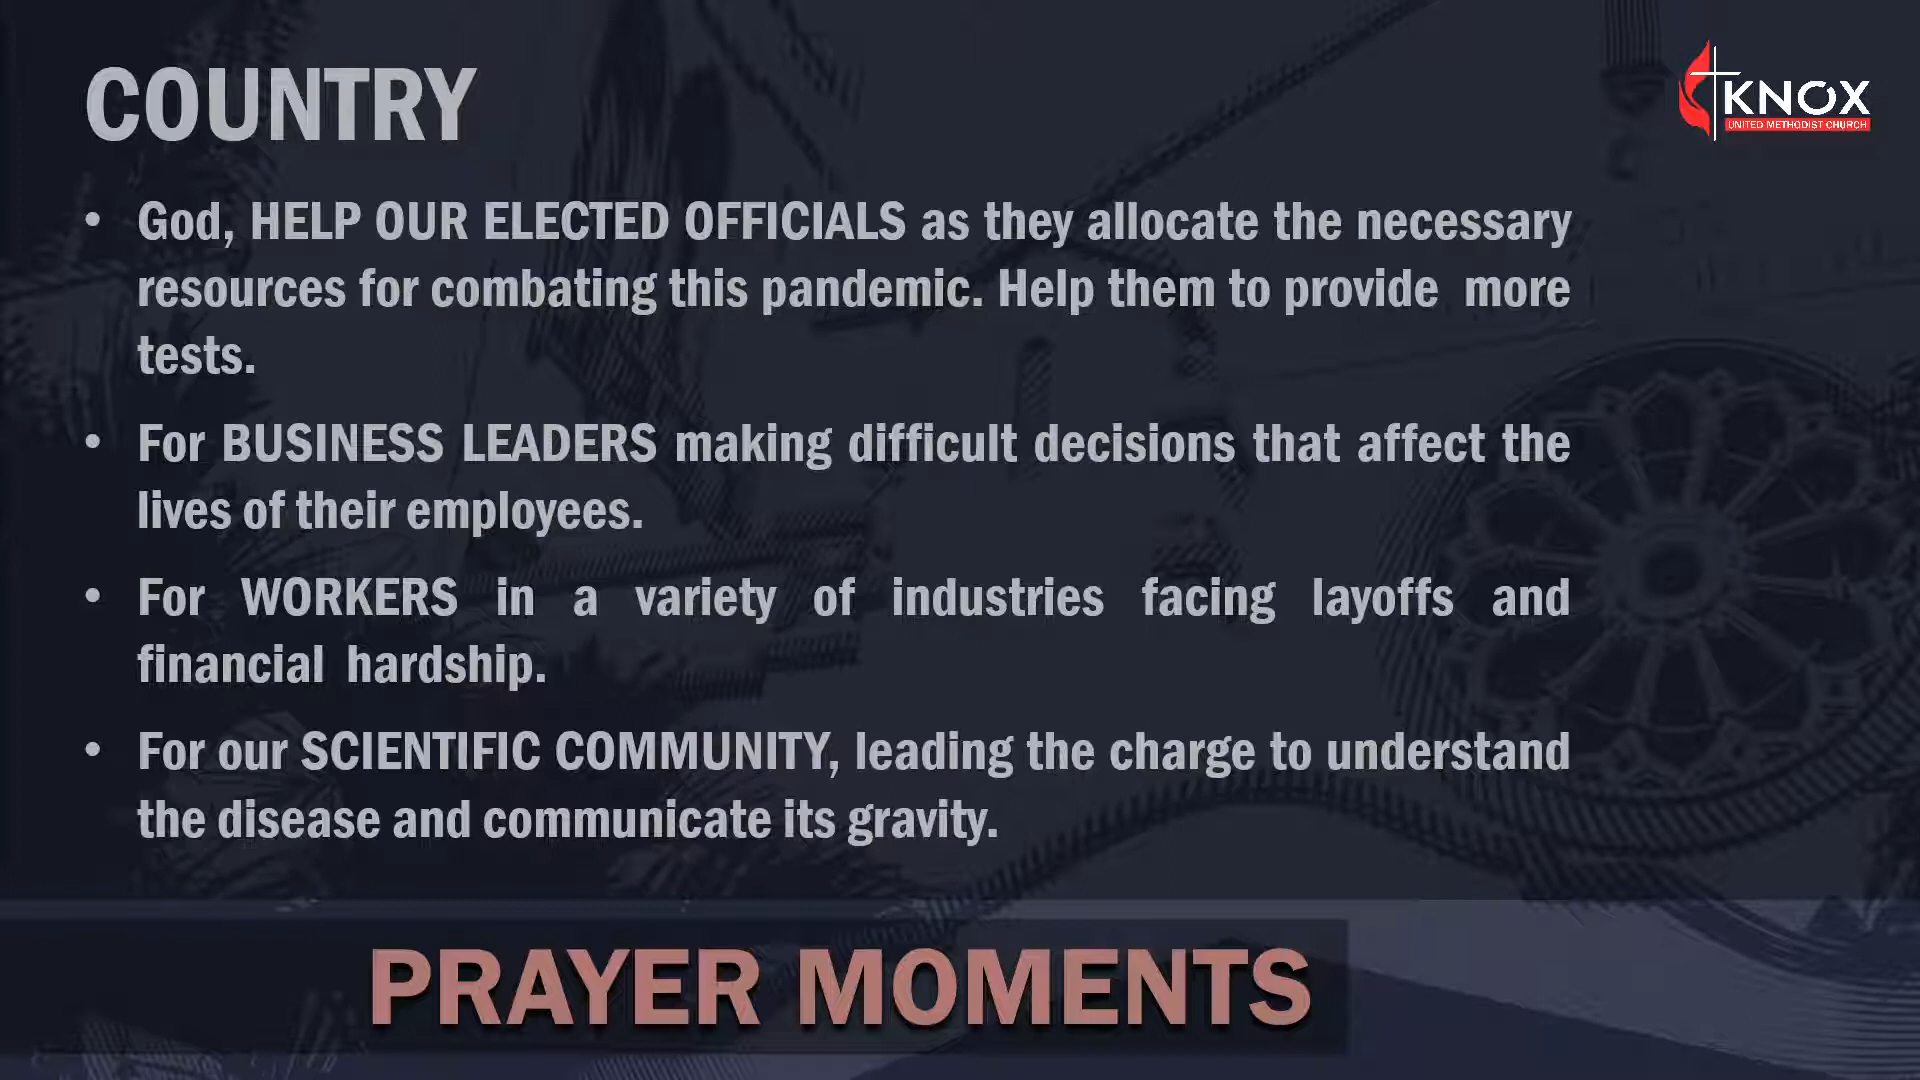 COUNTRY
KNOX
UNITED METHODIST CHURCH
• God, HELP OUR ELECTED OFFICIALS as they allocate the necessary
resources for combating this pandemic. Help them to provide more
tests.
• For BUSINESS LEADERS making difficult decisions that affect the
lives of their employees.
• For WORKERS in a variety of industries facing layoffs and
financial hardship.
• For our SCIENTIFIC COMMUNITY, leading the charge to understand
the disease and communicate its gravity.
PRAYER MOMENTS